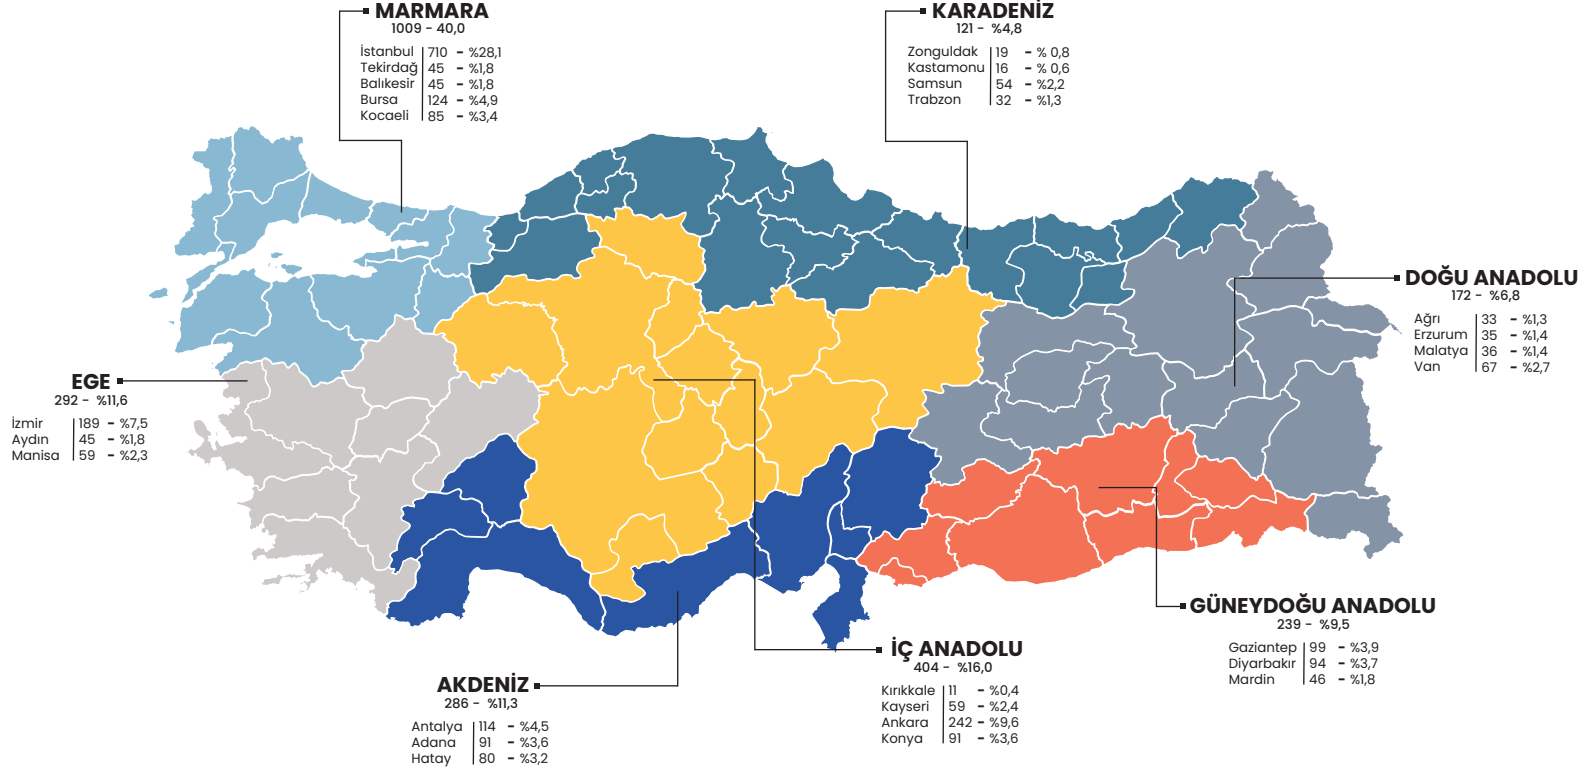 MARMARA
1009 - 40,0
İstanbul 710 - %28,1
Tekirdağ 45 - %1,8
Balıkesir 45 - %1,8
Bursa 124 - %4,9
Kocaeli 85 - %3,4
KARADENİZ
121 - %4,8
Zonguldak 19 - % 0,8
Kastamonu 16 - % 0,6
Samsun 54 - %2,2
Trabzon 32 - %1,3
DOĞU ANADOLU
172 - %6,8
Ağrı 33 - %1,3
Erzurum 35 - %1,4
Malatya 36 - %1,4
Van 67 - %2,7
EGE
292 - %11,6
İzmir 189 - %7,5
Aydın 45 - %1,8
Manisa 59 - %2,3
GÜNEYDOĞU ANADOLU
239 - %9,5
Gaziantep 99 - %3,9
Diyarbakır 94 - %3,7
Mardin 46 - %1,8
İÇ ANADOLU
404 - %16,0
Kırıkkale 11 - %0,4
Kayseri 59 - %2,4
Ankara 242 - %9,6
Konya 91 - %3,6
AKDENİZ
286 - %11,3
Antalya 114 - %4,5
Adana 91 - %3,6
Hatay 80 - %3,2